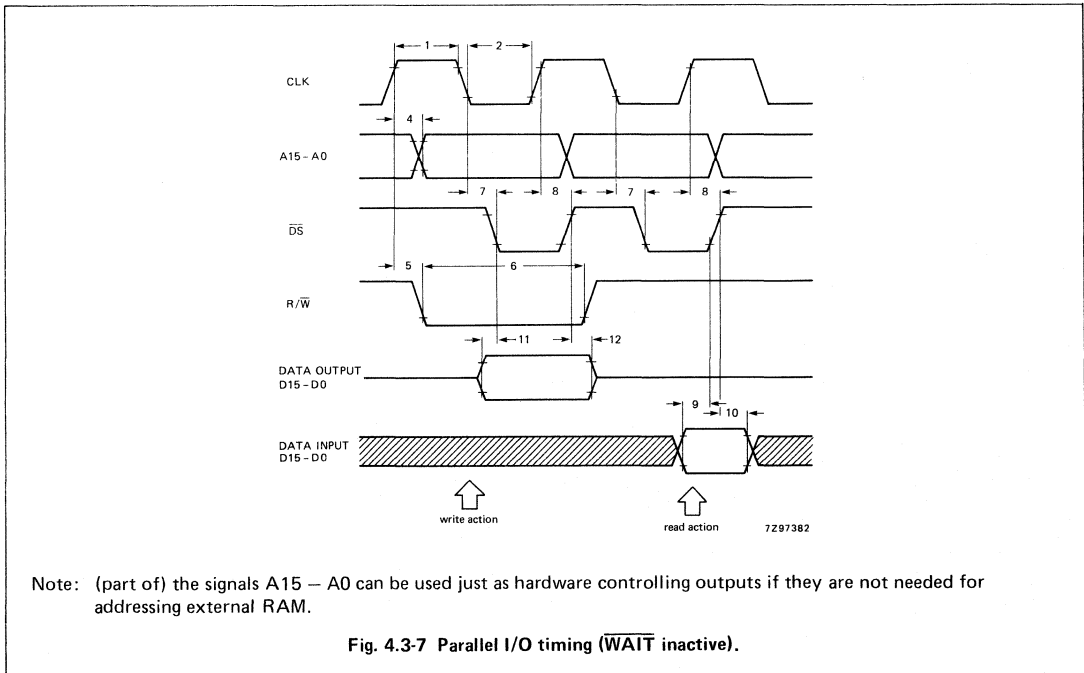 1
2
CLK
4
A15 – A0
7
8
7
8
DS
5
6
R/W
11
12
DATA OUTPUT
D15 – D0
9
10
DATA INPUT
D15 – D0
write action
read action
7Z97382
Note: (part of) the signals A15 – A0 can be used just as hardware controlling outputs if they are not needed for
addressing external RAM.
Fig. 4.3-7 Parallel I/O timing (WAIT inactive).